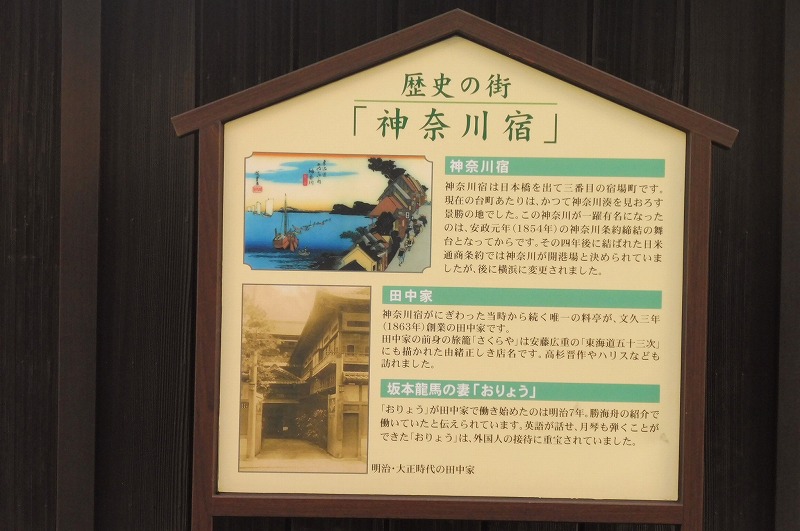 歴史の街
「神奈川宿」
神奈川宿
神奈川宿は日本橋を出て三番目の宿場町です。
現在の台町あたりは、かつて神奈川湊を見おろす
景勝の地でした。この神奈川が一躍有名になった
のは、安政元年(1854年)の神奈川条約締結の舞
台となってからです。その四年後に結ばれた日米
通商条約では神奈川が開港場と決められていま
したが、後に横浜に変更されました。
田中家
神奈川宿がにぎわった当時から続く唯一の料亭が、文久三年
(1863年)創業の田中家です。
田中家の前身の旅籠「さくらや」は安藤広重の「東海道五十三次」
にも描かれた由緒正しき店名です。高杉晋作やハリスなども
訪れました。
坂本龍馬の妻「おりょう」
「おりょう」が田中家で働き始めたのは明治7年。勝海舟の紹介で
働いていたと伝えられています。英語が話せ、月琴も弾くことが
できた「おりょう」は、外国人の接待に重宝されていました。
明治・大正時代の田中家